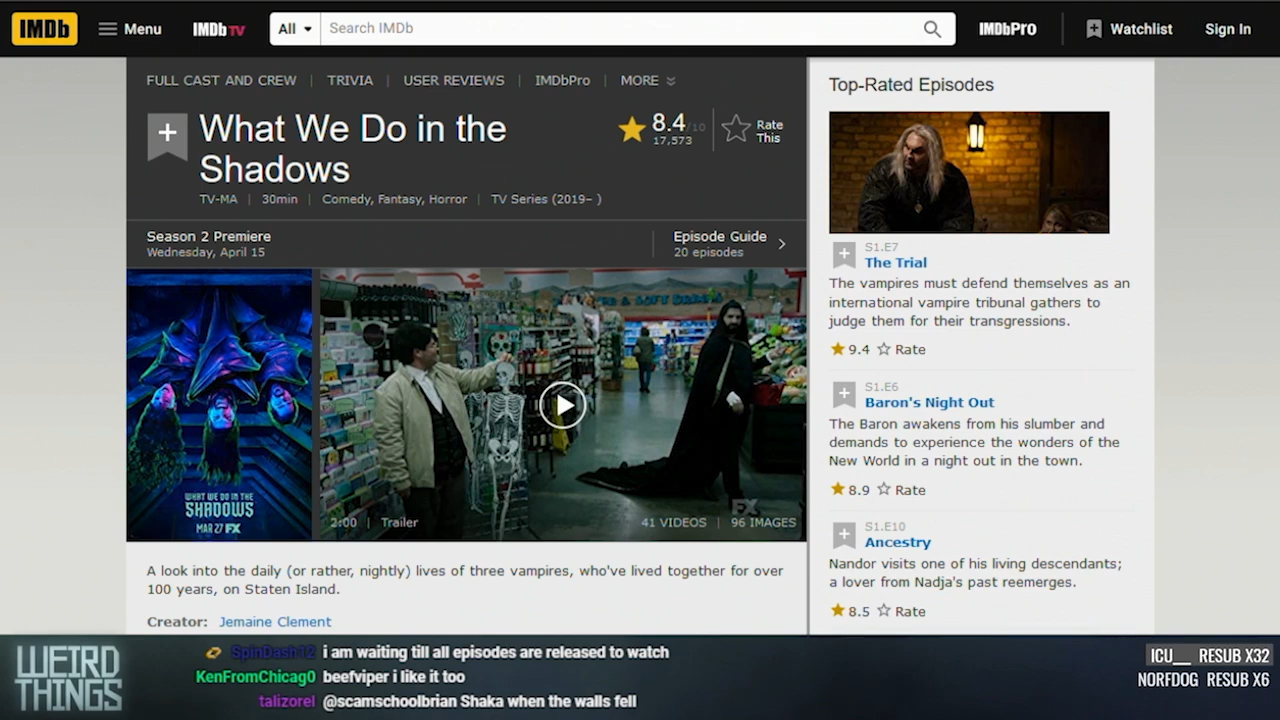 IMDb
Menu
IMDbTV
All
Search IMDb
IMDbPro
Watchlist
Sign In
FULL CAST AND CREW | TRIVIA | USER REVIEWS | IMDbPro | MORE
What We Do in the
Shadows
8.4/10
17,573
Rate
This
TV-MA | 30min | Comedy, Fantasy, Horror | TV Series (2019– )
Season 2 Premiere
Wednesday, April 15
Episode Guide
20 episodes
WHAT WE DO IN THE
SHADOWS
MAR 27 FX
FX
2:00 | Trailer
41 VIDEOS | 96 IMAGES
A look into the daily (or rather, nightly) lives of three vampires, who've lived together for over
100 years, on Staten Island.
Creator: Jemaine Clement
Top-Rated Episodes
S1.E7
The Trial
The vampires must defend themselves as an
international vampire tribunal gathers to
judge them for their transgressions.
9.4 Rate
S1.E6
Baron's Night Out
The Baron awakens from his slumber and
demands to experience the wonders of the
New World in a night out in the town.
8.9 Rate
S1.E10
Ancestry
Nandor visits one of his living descendants;
a lover from Nadja's past reemerges.
8.5 Rate
WEIRD
THINGS
SpinDash12 i am waiting till all episodes are released to watch
KenFromChicag0 beefviper i like it too
talizorel @scamschoolbrian Shaka when the walls fell
ICU__ RESUB X32
NORFDOG RESUB X6